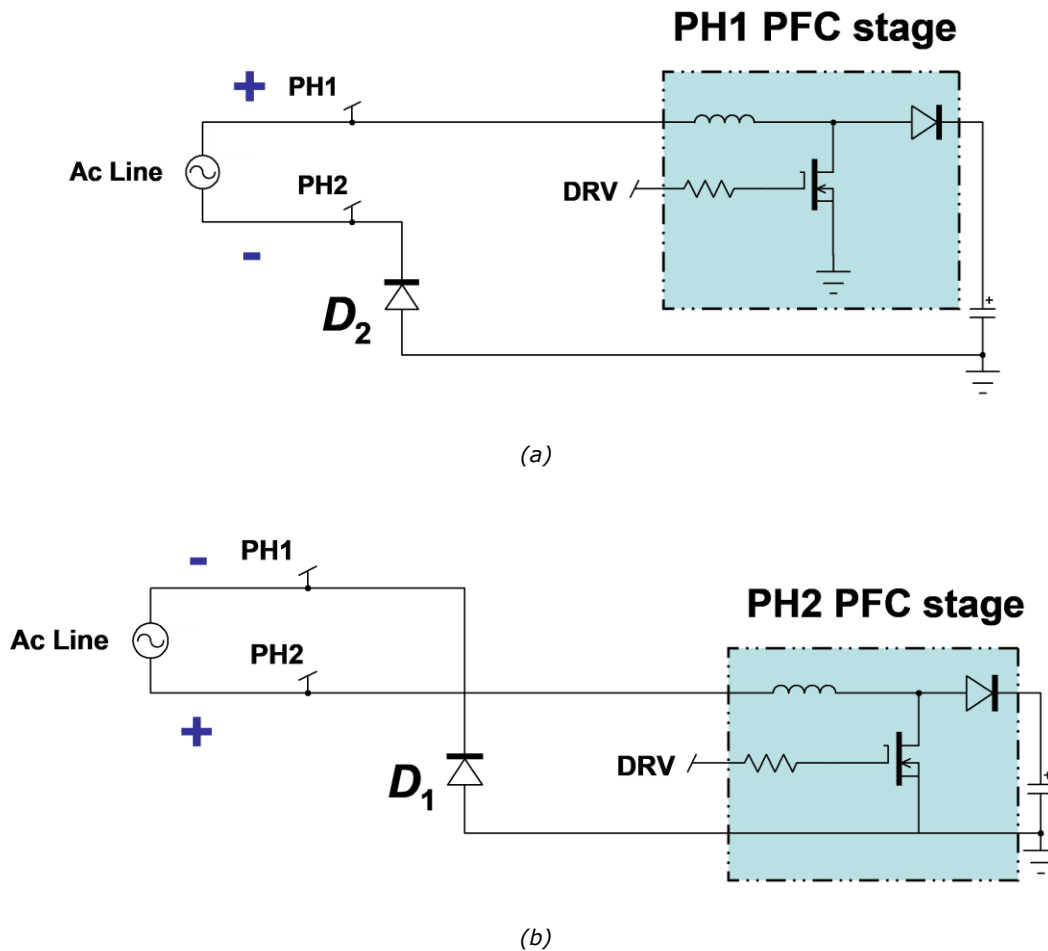 PH1 PFC stage
+
PH1
Ac Line
PH2
DRV
-
D2
+
(a)
-
PH1
PH2 PFC stage
Ac Line
PH2
+
DRV
D1
+
(b)